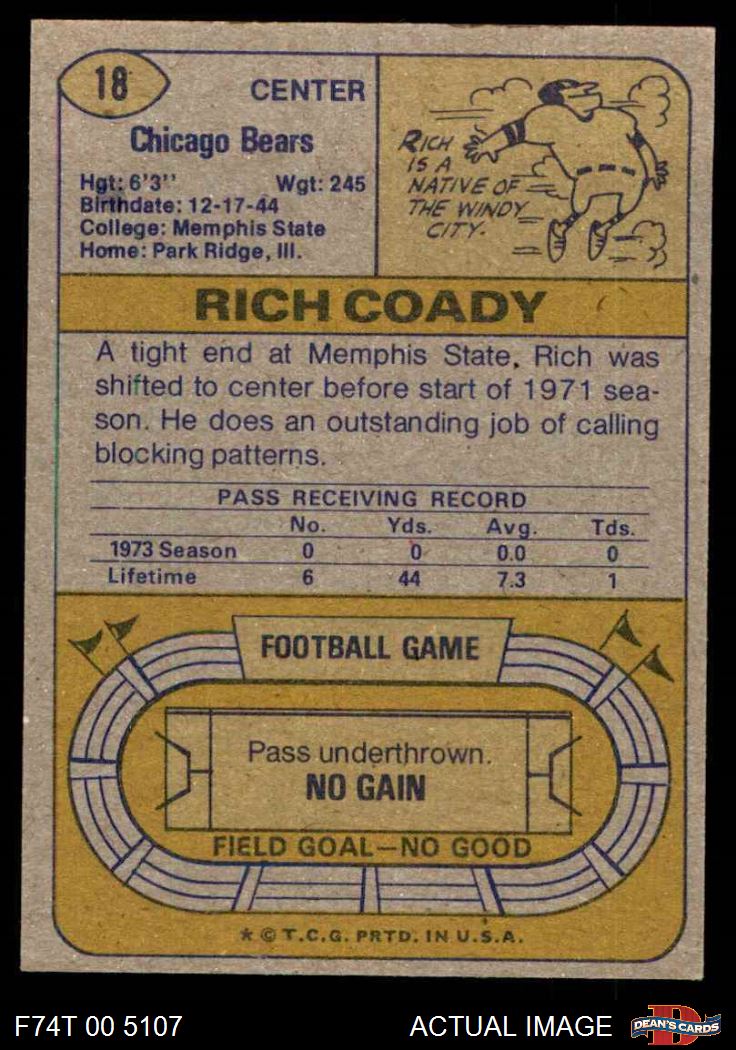 18
CENTER
Chicago Bears
Hgt: 6'3'' Wgt: 245
Birthdate: 12-17-44
College: Memphis State
Home: Park Ridge, Ill.
RICH
IS A
NATIVE OF
THE WINDY
CITY.
RICH COADY
A tight end at Memphis State, Rich was
shifted to center before start of 1971 sea-
son. He does an outstanding job of calling
blocking patterns.
PASS RECEIVING RECORD
No. Yds. Avg. Tds.
1973 Season 0 0 0.0 0
Lifetime 6 44 7.3 1
FOOTBALL GAME
Pass underthrown.
NO GAIN
FIELD GOAL—NO GOOD
* © T.C.G. PRTD. IN U.S.A.
F74T 00 5107 ACTUAL IMAGE DEAN'S CARDS